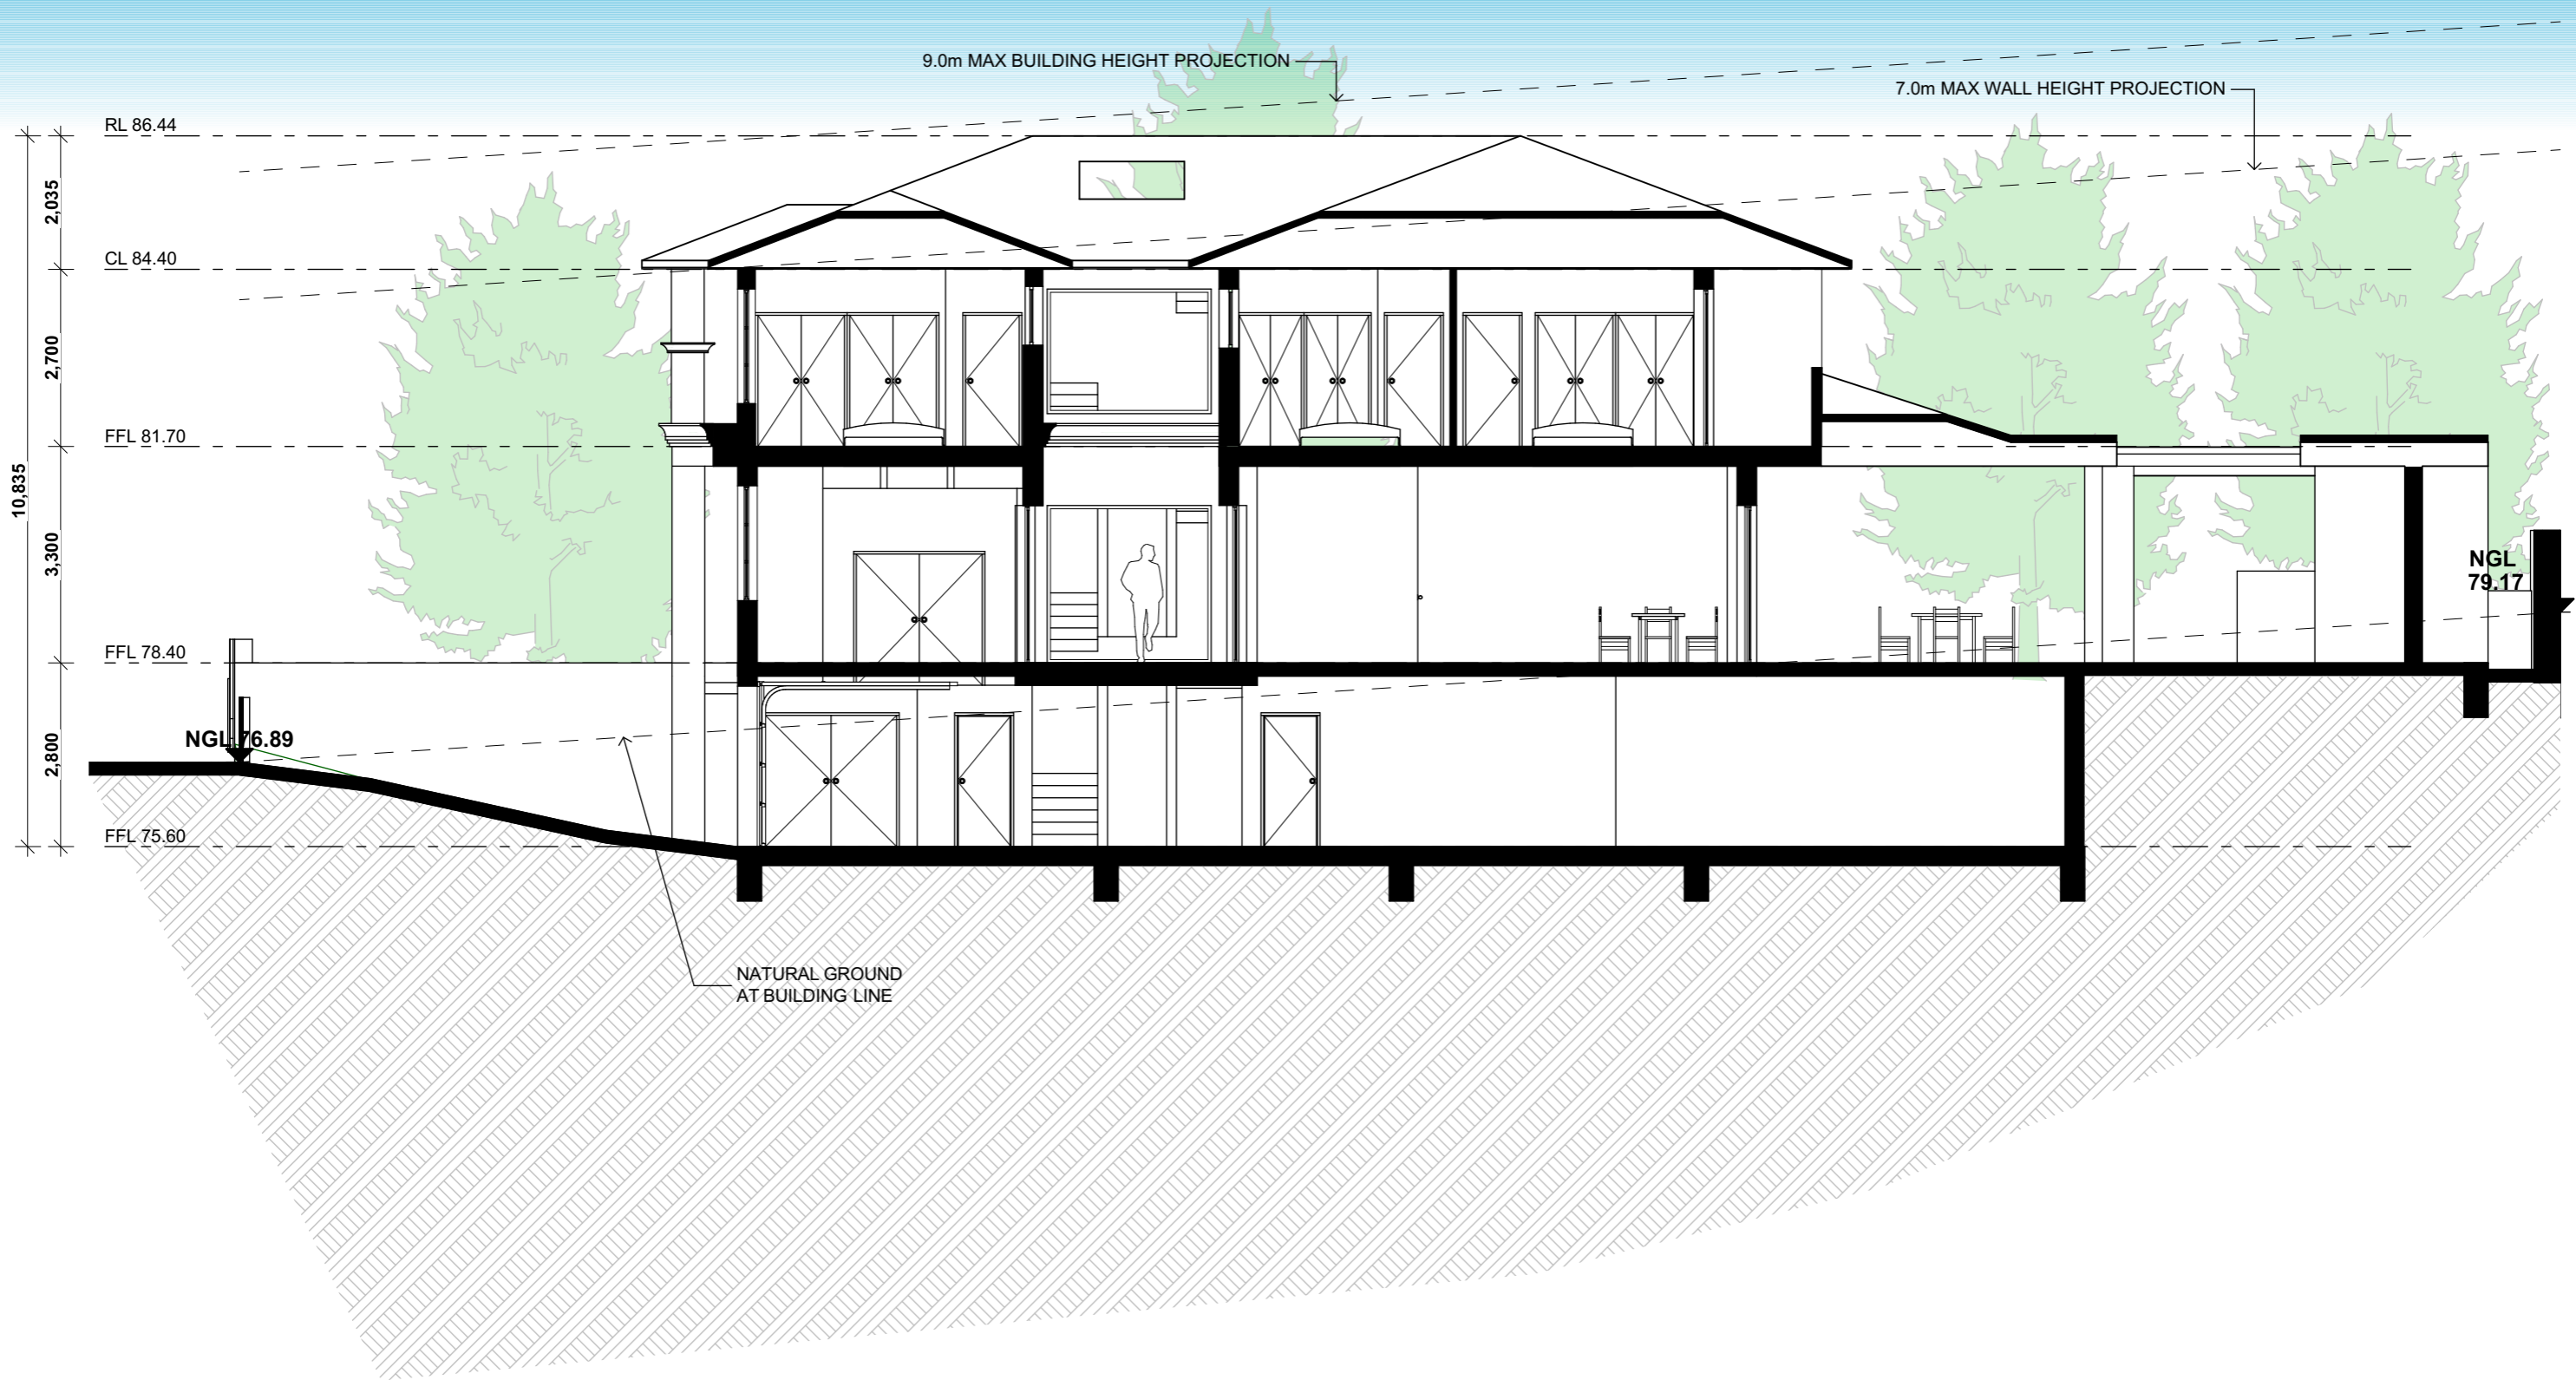 9.0m MAX BUILDING HEIGHT PROJECTION
7.0m MAX WALL HEIGHT PROJECTION
RL 86.44
2,035
CL 84.40
2,700
FFL 81.70
10,835
3,300
NGL
79.17
FFL 78.40
NGL 76.89
2,800
FFL 75.60
NATURAL GROUND
AT BUILDING LINE